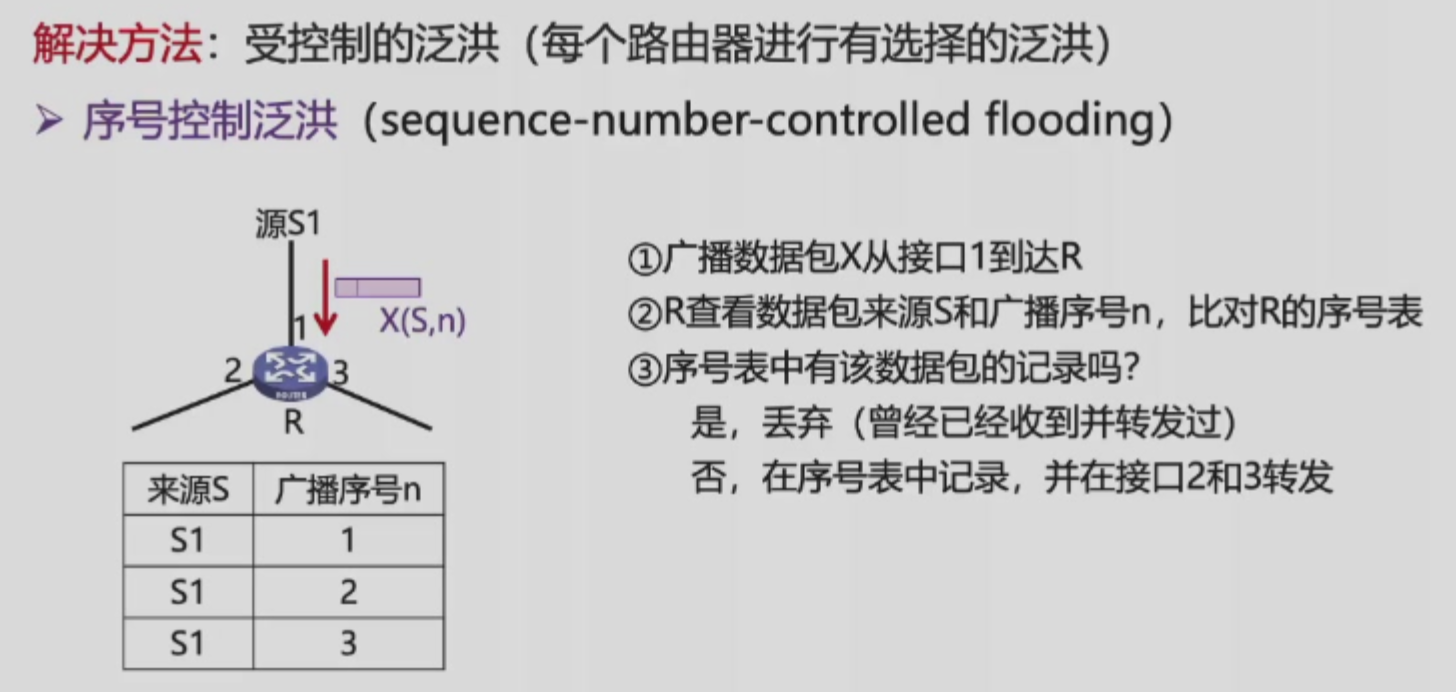 解决方法：受控制的泛洪（每个路由器进行有选择的泛洪）
➢ 序号控制泛洪（sequence-number-controlled flooding）
源S1
X(S,n)
1
2
3
ROUTER
R
来源S 广播序号n
S1 1
S1 2
S1 3
①广播数据包X从接口1到达R
②R查看数据包来源S和广播序号n，比对R的序号表
③序号表中有该数据包的记录吗？
是，丢弃（曾经已经收到并转发过）
否，在序号表中记录，并在接口2和3转发